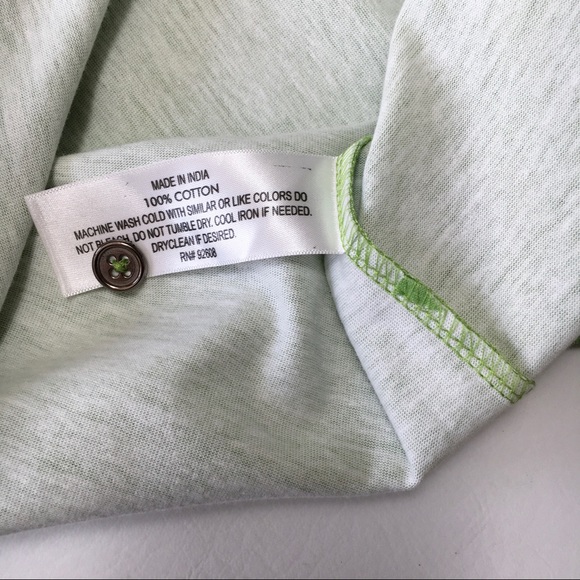 MADE IN INDIA
100% COTTON
MACHINE WASH COLD WITH SIMILAR OR LIKE COLORS DO
NOT BLEACH. DO NOT TUMBLE DRY. COOL IRON IF NEEDED.
DRYCLEAN IF DESIRED.
RN# 92608